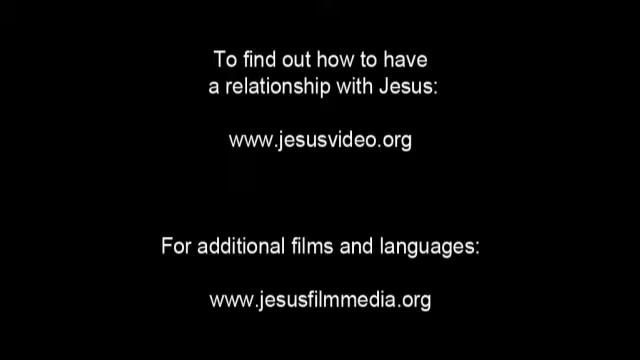 To find out how to have
a relationship with Jesus:
www.jesusvideo.org
For additional films and languages:
www.jesusfilmmedia.org